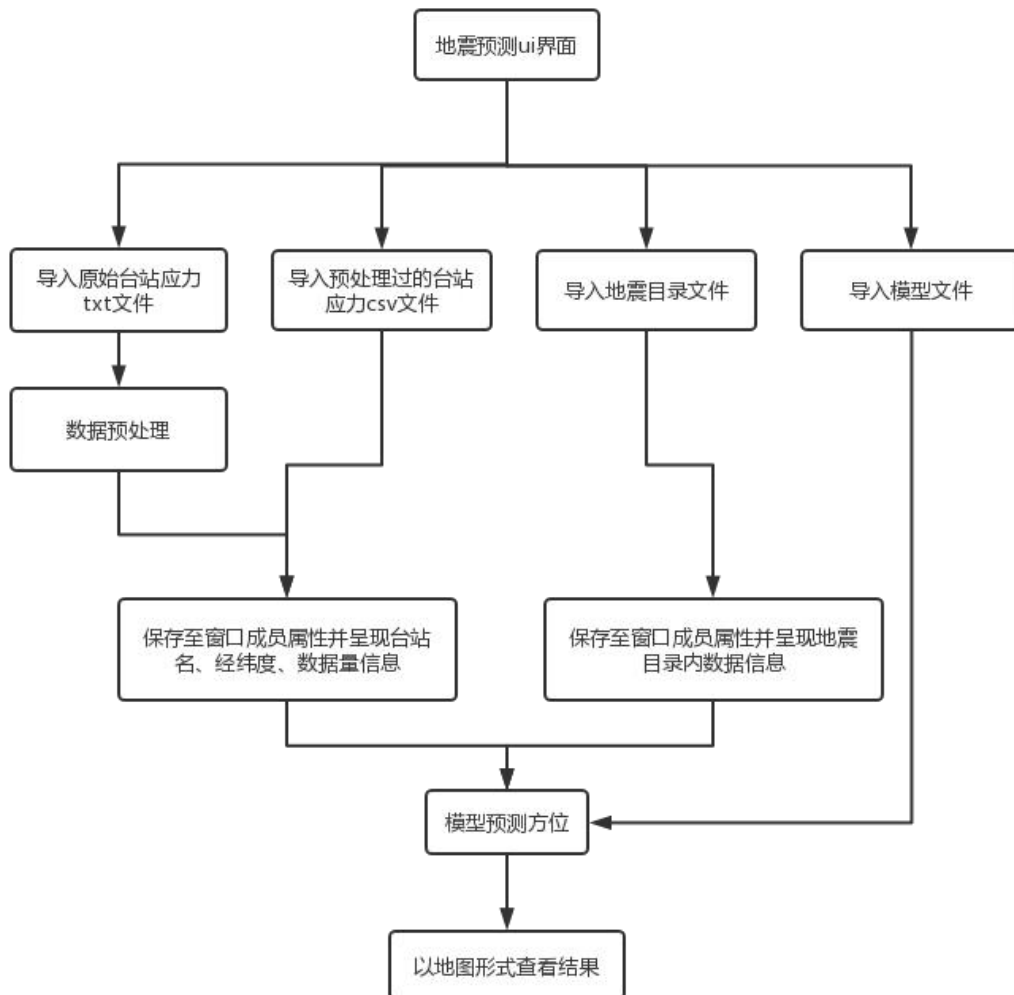 地震预测ui界面
导入原始台站应力
txt文件
导入预处理过的台站
应力csv文件
导入地震目录文件
导入模型文件
数据预处理
保存至窗口成员属性并呈现台站
名、经纬度、数据量信息
保存至窗口成员属性并呈现地震
目录内数据信息
模型预测方位
以地图形式查看结果